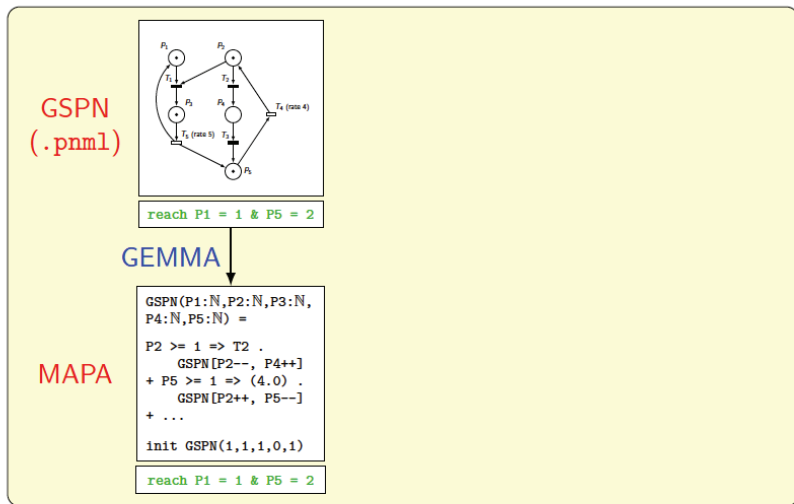 GSPN
(.pnml)
P1
P2
T1
T2
P3
P4
T4 (rate 4)
T5 (rate 5)
T3
P5
reach P1 = 1 & P5 = 2
GEMMA
MAPA
GSPN(P1:ℕ,P2:ℕ,P3:ℕ,
P4:ℕ,P5:ℕ) =
P2 >= 1 => T2 .
GSPN[P2--, P4++]
+ P5 >= 1 => (4.0) .
GSPN[P2++, P5--]
+ ...
init GSPN(1,1,1,0,1)
reach P1 = 1 & P5 = 2